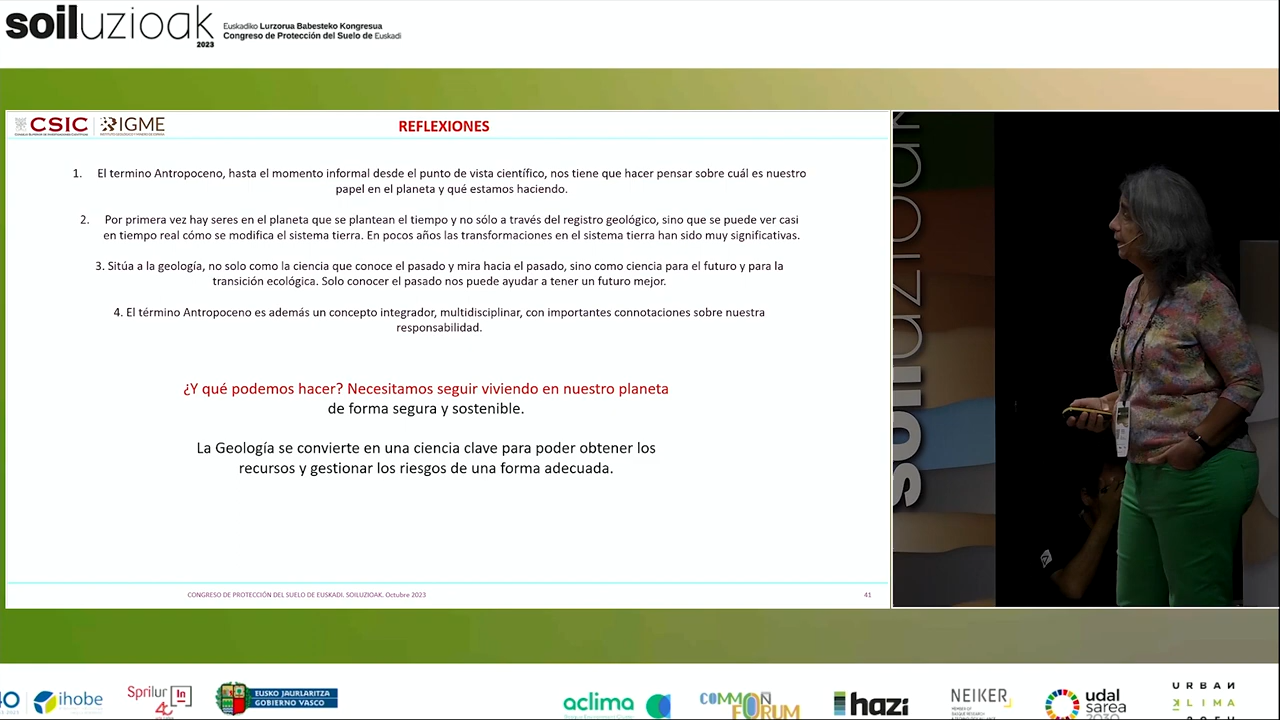 soiluzioak
2023
Euskadiko Lurzorua Babesteko Kongresua
Congreso de Protección del Suelo de Euskadi
CSIC
IGME
REFLEXIONES
1. El termino Antropoceno, hasta el momento informal desde el punto de vista científico, nos tiene que hacer pensar sobre cuál es nuestro
papel en el planeta y qué estamos haciendo.
2. Por primera vez hay seres en el planeta que se plantean el tiempo y no sólo a través del registro geológico, sino que se puede ver casi
en tiempo real cómo se modifica el sistema tierra. En pocos años las transformaciones en el sistema tierra han sido muy significativas.
3. Sitúa a la geología, no solo como la ciencia que conoce el pasado y mira hacia el pasado, sino como ciencia para el futuro y para la
transición ecológica. Solo conocer el pasado nos puede ayudar a tener un futuro mejor.
4. El término Antropoceno es además un concepto integrador, multidisciplinar, con importantes connotaciones sobre nuestra
responsabilidad.
¿Y qué podemos hacer? Necesitamos seguir viviendo en nuestro planeta
de forma segura y sostenible.
La Geología se convierte en una ciencia clave para poder obtener los
recursos y gestionar los riesgos de una forma adecuada.
CONGRESO DE PROTECCIÓN DEL SUELO DE EUSKADI. SOILUZIOAK. Octubre 2023
41
soiluzioak
ihobe
Sprilur
In
EUSKO JAURLARITZA
GOBIERNO VASCO
aclima
COMMON
FORUM
hazi
NEIKER
udal
sarea
2030
URBAN
KLIMA